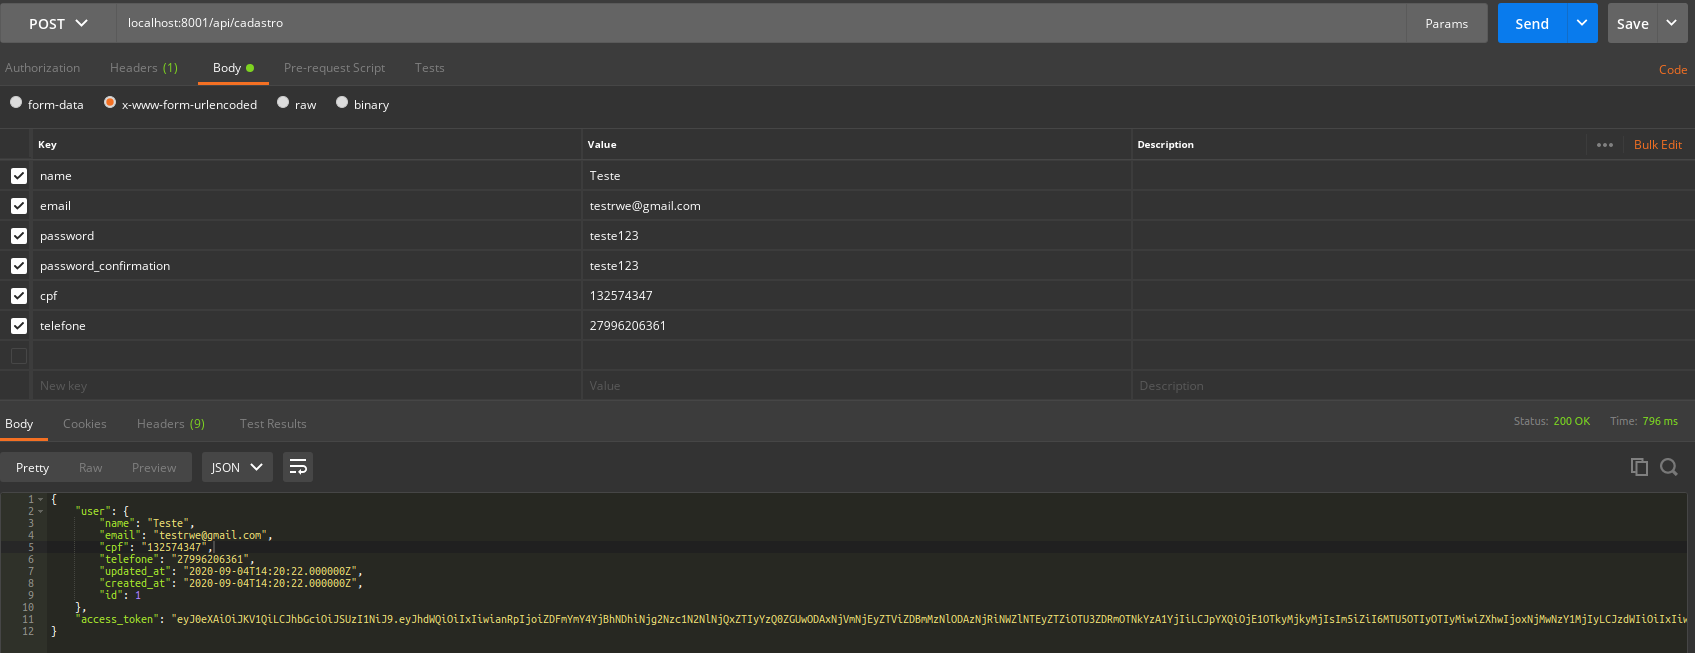 POST localhost:8001/api/cadastro Params Send Save
Authorization Headers (1) Body Pre-request Script Tests Code
form-data x-www-form-urlencoded raw binary
Key Value Description ••• Bulk Edit
name Teste
email testrwe@gmail.com
password teste123
password_confirmation teste123
cpf 132574347
telefone 27996206361
New key Value Description
Body Cookies Headers (9) Test Results Status: 200 OK Time: 796 ms
Pretty Raw Preview JSON
1 {
2 "user": {
3 "name": "Teste",
4 "email": "testrwe@gmail.com",
5 "cpf": "132574347",
6 "telefone": "27996206361",
7 "updated_at": "2020-09-04T14:20:22.000000Z",
8 "created_at": "2020-09-04T14:20:22.000000Z",
9 "id": 1
10 },
11 "access_token":
12 }